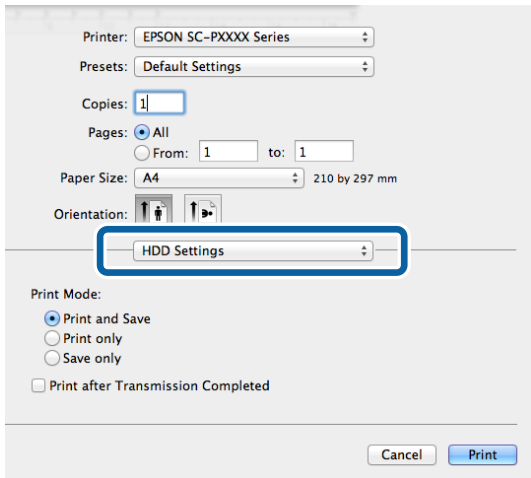 Printer: EPSON SC-PXXXX Series
Presets: Default Settings
Copies: 1
Pages: All
From: 1 to: 1
Paper Size: A4 210 by 297 mm
Orientation:
HDD Settings
Print Mode:
Print and Save
Print only
Save only
Print after Transmission Completed
Cancel Print